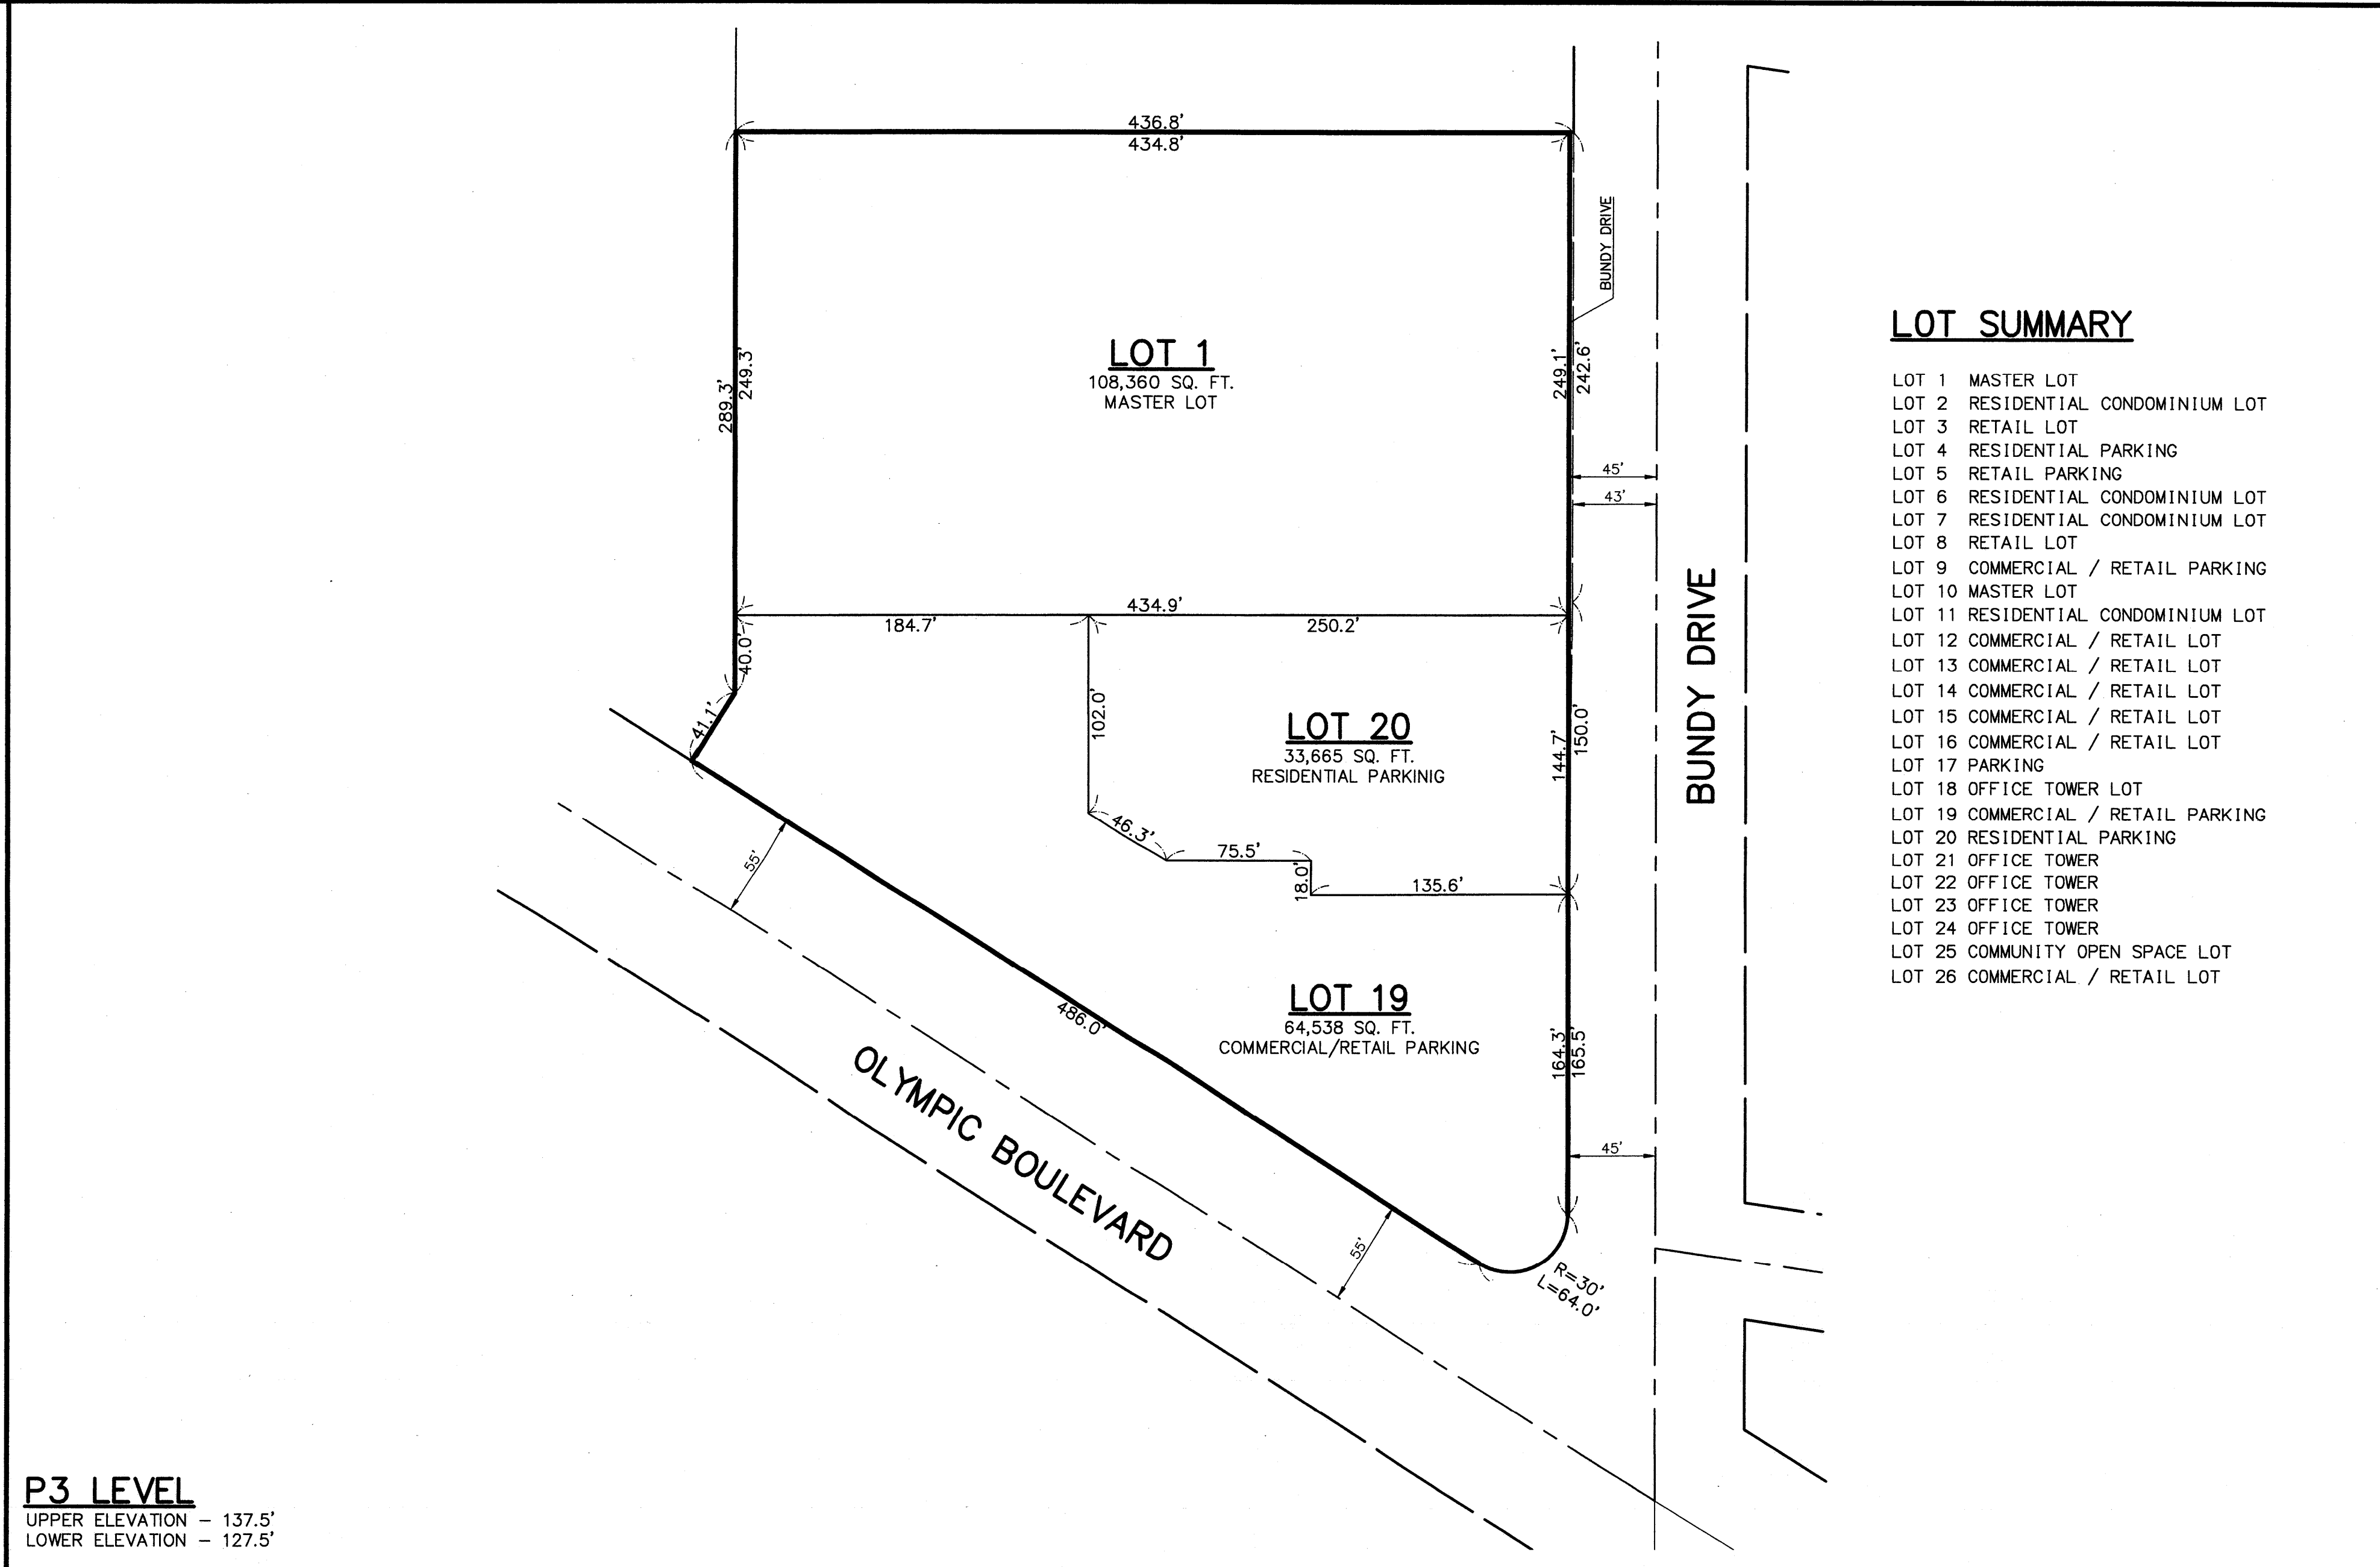 436.8'
434.8'
BUNDY DRIVE
LOT 1
108,360 SQ. FT.
MASTER LOT
289.3'
249.3'
249.1'
242.6'
45'
43'
434.9'
184.7'
250.2'
40.0'
41.1'
102.0'
LOT 20
33,665 SQ. FT.
RESIDENTIAL PARKINIG
144.7'
150.0'
BUNDY DRIVE
46.3'
75.5'
18.0'
135.6'
55'
486.0'
LOT 19
64,538 SQ. FT.
COMMERCIAL/RETAIL PARKING
164.3'
165.5'
OLYMPIC BOULEVARD
45'
55'
R=30'
L=64.0'
LOT SUMMARY
LOT 1 MASTER LOT
LOT 2 RESIDENTIAL CONDOMINIUM LOT
LOT 3 RETAIL LOT
LOT 4 RESIDENTIAL PARKING
LOT 5 RETAIL PARKING
LOT 6 RESIDENTIAL CONDOMINIUM LOT
LOT 7 RESIDENTIAL CONDOMINIUM LOT
LOT 8 RETAIL LOT
LOT 9 COMMERCIAL / RETAIL PARKING
LOT 10 MASTER LOT
LOT 11 RESIDENTIAL CONDOMINIUM LOT
LOT 12 COMMERCIAL / RETAIL LOT
LOT 13 COMMERCIAL / RETAIL LOT
LOT 14 COMMERCIAL / RETAIL LOT
LOT 15 COMMERCIAL / RETAIL LOT
LOT 16 COMMERCIAL / RETAIL LOT
LOT 17 PARKING
LOT 18 OFFICE TOWER LOT
LOT 19 COMMERCIAL / RETAIL PARKING
LOT 20 RESIDENTIAL PARKING
LOT 21 OFFICE TOWER
LOT 22 OFFICE TOWER
LOT 23 OFFICE TOWER
LOT 24 OFFICE TOWER
LOT 25 COMMUNITY OPEN SPACE LOT
LOT 26 COMMERCIAL / RETAIL LOT
P3 LEVEL
UPPER ELEVATION – 137.5'
LOWER ELEVATION – 127.5'